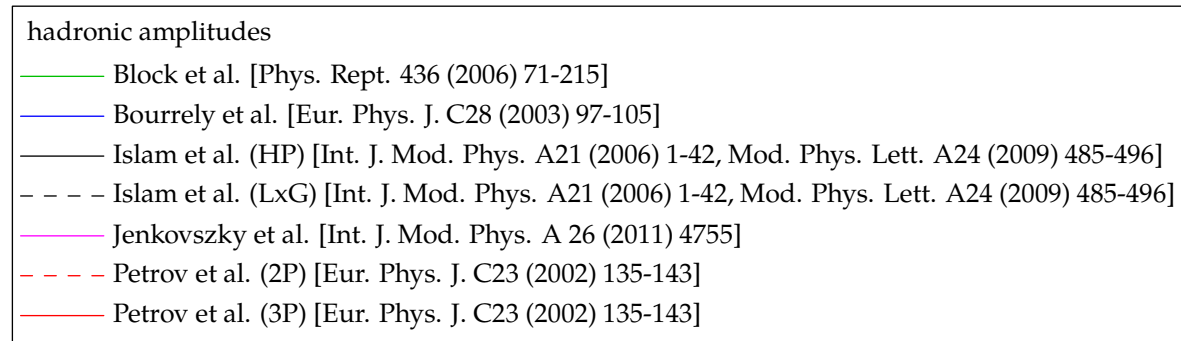 hadronic amplitudes
Block et al. [Phys. Rept. 436 (2006) 71-215]
Bourrely et al. [Eur. Phys. J. C28 (2003) 97-105]
Islam et al. (HP) [Int. J. Mod. Phys. A21 (2006) 1-42, Mod. Phys. Lett. A24 (2009) 485-496]
Islam et al. (LxG) [Int. J. Mod. Phys. A21 (2006) 1-42, Mod. Phys. Lett. A24 (2009) 485-496]
Jenkovszky et al. [Int. J. Mod. Phys. A 26 (2011) 4755]
Petrov et al. (2P) [Eur. Phys. J. C23 (2002) 135-143]
Petrov et al. (3P) [Eur. Phys. J. C23 (2002) 135-143]